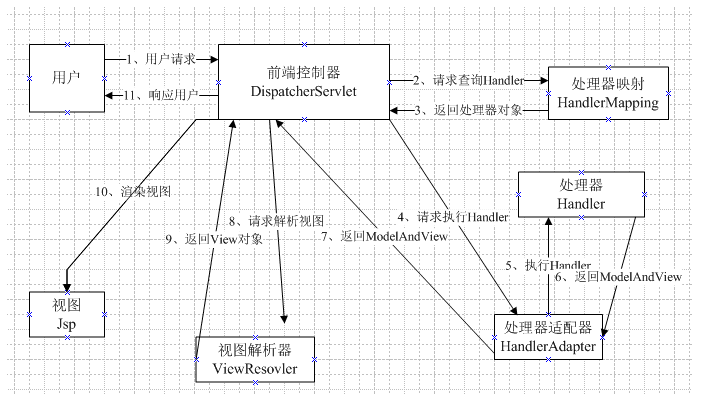 1、用户请求
用户
前端控制器
DispatcherServlet
2、请求查询Handler
处理器映射
HandlerMapping
11、响应用户
3、返回处理器对象
处理器
Handler
10、渲染视图
8、请求解析视图
4、请求执行Handler
7、返回ModelAndView
9、返回View对象
5、执行Handler
6、返回ModelAndView
视图
Jsp
处理器适配器
HandlerAdapter
视图解析器
ViewResovler